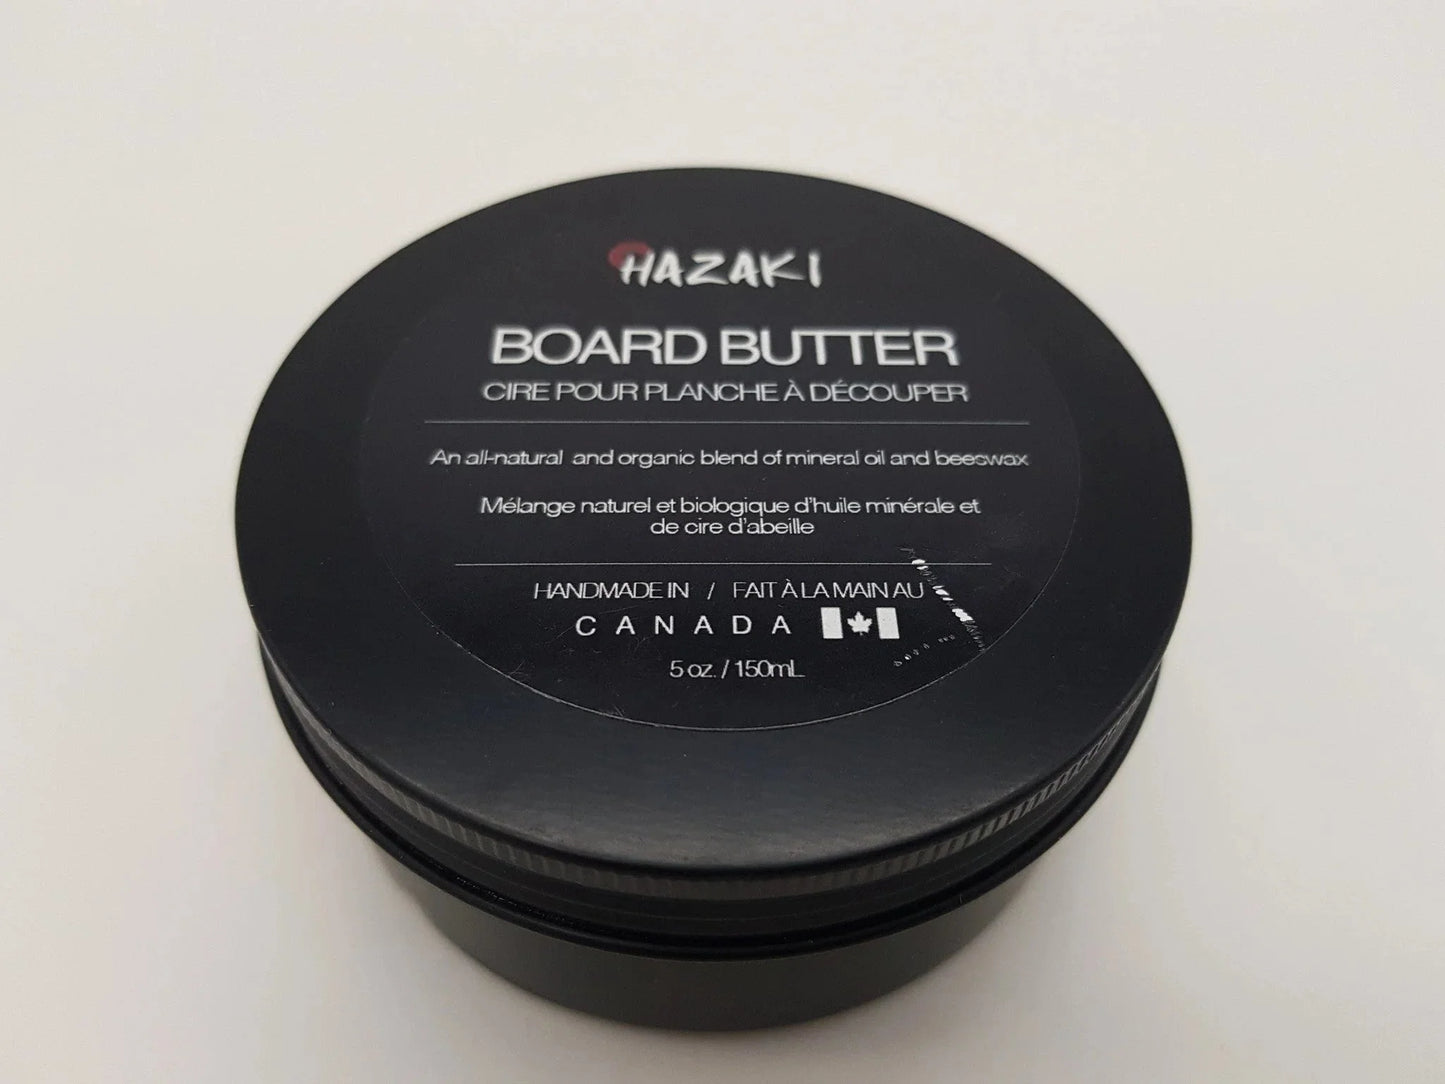 HAZAKI
BOARD BUTTER
CIRE POUR PLANCHE À DÉCOUPER
An all-natural and organic blend of mineral oil and beeswax
Mélange naturel et biologique d'huile minérale et
de cire d'abeille
HANDMADE IN / FAIT À LA MAIN AU
CANADA
5 oz. / 150mL